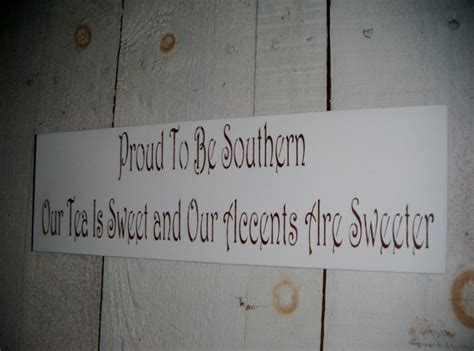 Proud To Be Southern
Our Tea Is Sweet and Our Accents Are Sweeter